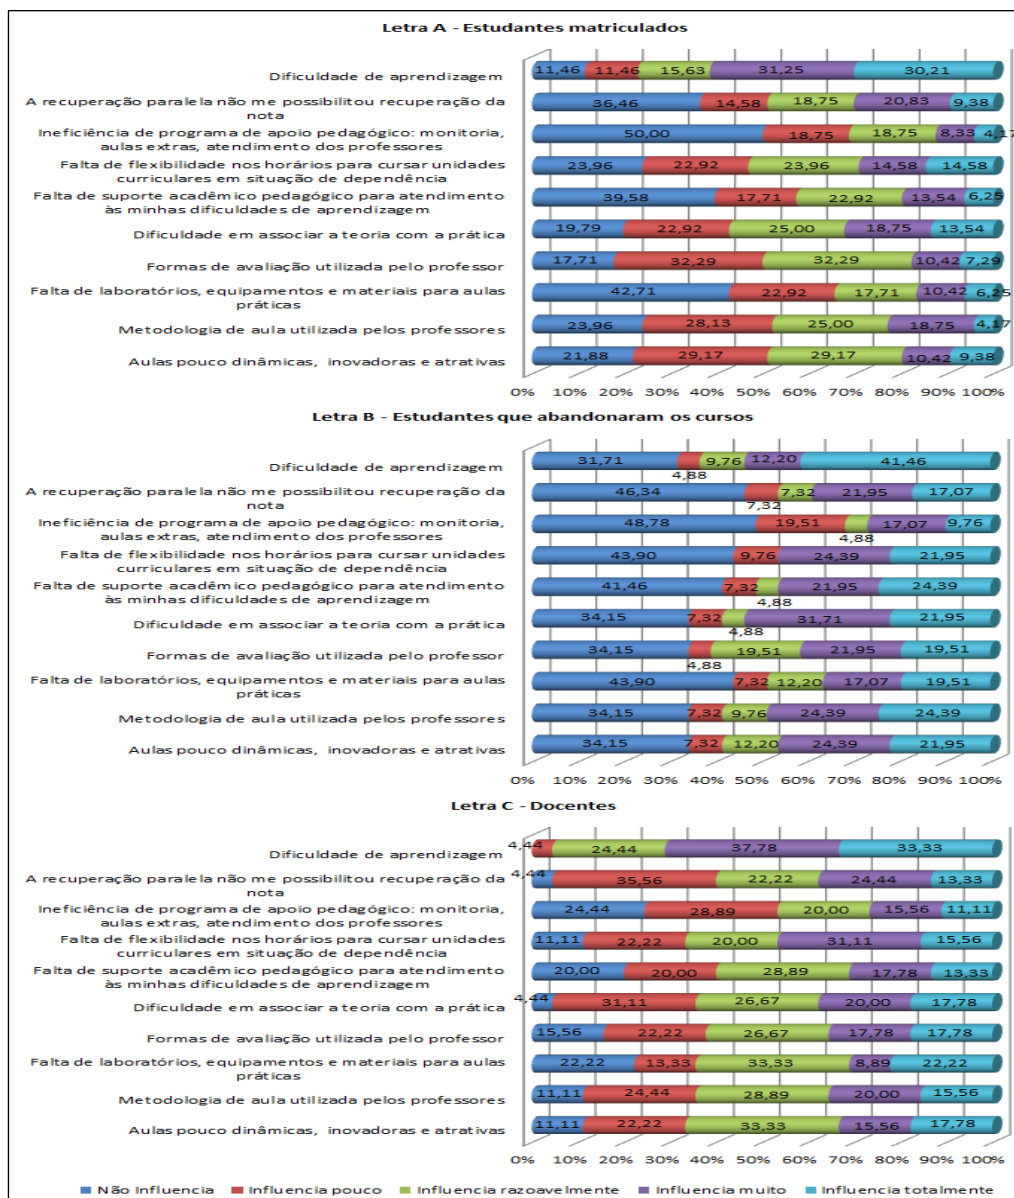 Letra A - Estudantes matriculados
Dificuldade de aprendizagem
11,46 11,46 15,63 31,25 30,21
A recuperação paralela não me possibilitou recuperação da
nota
36,46 14,58 18,75 20,83 9,38
Ineficiência de programa de apoio pedagógico: monitoria,
aulas extras, atendimento dos professores
50,00 18,75 18,75 8,33 4,17
Falta de flexibilidade nos horários para cursar unidades
curriculares em situação de dependência
23,96 22,92 23,96 14,58 14,58
Falta de suporte acadêmico pedagógico para atendimento
às minhas dificuldades de aprendizagem
39,58 17,71 22,92 13,54 6,25
Dificuldade em associar a teoria com a prática
19,79 22,92 25,00 18,75 13,54
Formas de avaliação utilizada pelo professor
17,71 32,29 32,29 10,42 7,29
Falta de laboratórios, equipamentos e materiais para aulas
práticas
42,71 22,92 17,71 10,42 6,25
Metodologia de aula utilizada pelos professores
23,96 28,13 25,00 18,75 4,17
Aulas pouco dinâmicas, inovadoras e atrativas
21,88 29,17 29,17 10,42 9,38
0% 10% 20% 30% 40% 50% 60% 70% 80% 90% 100%
Letra B - Estudantes que abandonaram os cursos
Dificuldade de aprendizagem
31,71 4,88 9,76 12,20 41,46
A recuperação paralela não me possibilitou recuperação da
nota
46,34 7,32 7,32 21,95 17,07
Ineficiência de programa de apoio pedagógico: monitoria,
aulas extras, atendimento dos professores
48,78 19,51 4,88 17,07 9,76
Falta de flexibilidade nos horários para cursar unidades
curriculares em situação de dependência
43,90 9,76 24,39 21,95
Falta de suporte acadêmico pedagógico para atendimento
às minhas dificuldades de aprendizagem
41,46 7,32 4,88 21,95 24,39
Dificuldade em associar a teoria com a prática
34,15 7,32 4,88 31,71 21,95
Formas de avaliação utilizada pelo professor
34,15 4,88 19,51 21,95 19,51
Falta de laboratórios, equipamentos e materiais para aulas
práticas
43,90 7,32 12,20 17,07 19,51
Metodologia de aula utilizada pelos professores
34,15 7,32 9,76 24,39 24,39
Aulas pouco dinâmicas, inovadoras e atrativas
34,15 7,32 12,20 24,39 21,95
0% 10% 20% 30% 40% 50% 60% 70% 80% 90% 100%
Letra C - Docentes
Dificuldade de aprendizagem
4,44 24,44 37,78 33,33
A recuperação paralela não me possibilitou recuperação da
nota
4,44 35,56 22,22 24,44 13,33
Ineficiência de programa de apoio pedagógico: monitoria,
aulas extras, atendimento dos professores
24,44 28,89 20,00 15,56 11,11
Falta de flexibilidade nos horários para cursar unidades
curriculares em situação de dependência
11,11 22,22 20,00 31,11 15,56
Falta de suporte acadêmico pedagógico para atendimento
às minhas dificuldades de aprendizagem
20,00 20,00 28,89 17,78 13,33
Dificuldade em associar a teoria com a prática
4,44 31,11 26,67 20,00 17,78
Formas de avaliação utilizada pelo professor
15,56 22,22 26,67 17,78 17,78
Falta de laboratórios, equipamentos e materiais para aulas
práticas
22,22 13,33 33,33 8,89 22,22
Metodologia de aula utilizada pelos professores
11,11 24,44 28,89 20,00 15,56
Aulas pouco dinâmicas, inovadoras e atrativas
11,11 22,22 33,33 15,56 17,78
0% 10% 20% 30% 40% 50% 60% 70% 80% 90% 100%
Não Influencia Influencia pouco Influencia razoavelmente Influencia muito Influencia totalmente